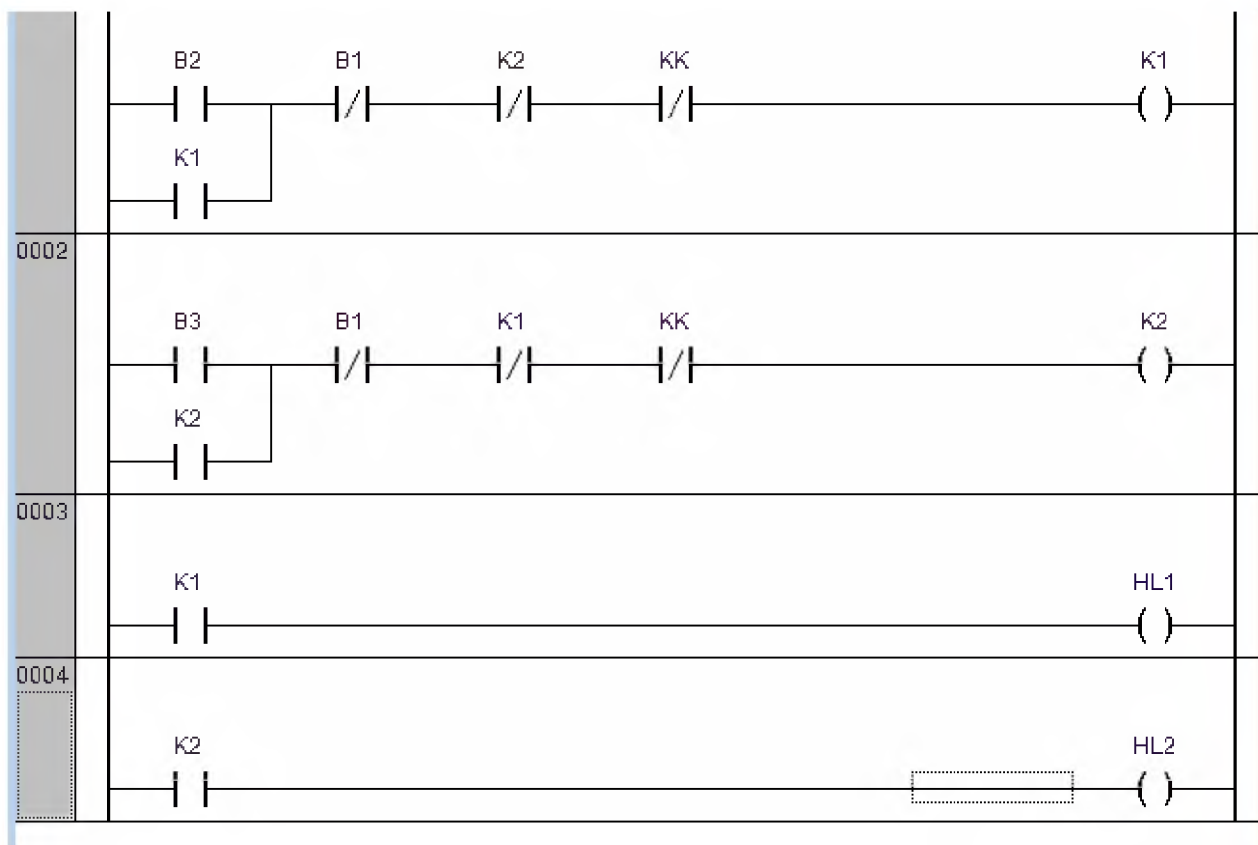 B2 B1 K2 KK K1
K1
0002
B3 B1 K1 KK K2
K2
0003
K1 HL1
0004
K2 HL2